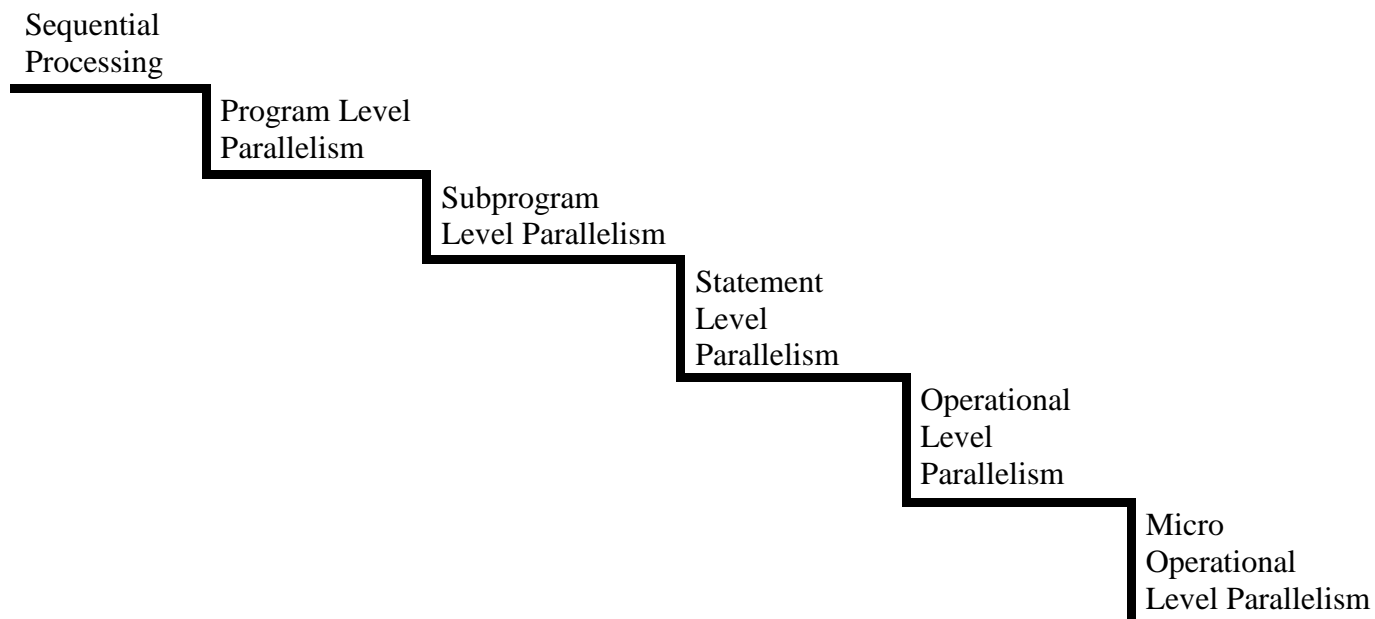 Sequential
Processing
Program Level
Parallelism
Subprogram
Level Parallelism
Statement
Level
Parallelism
Operational
Level
Parallelism
Micro
Operational
Level Parallelism